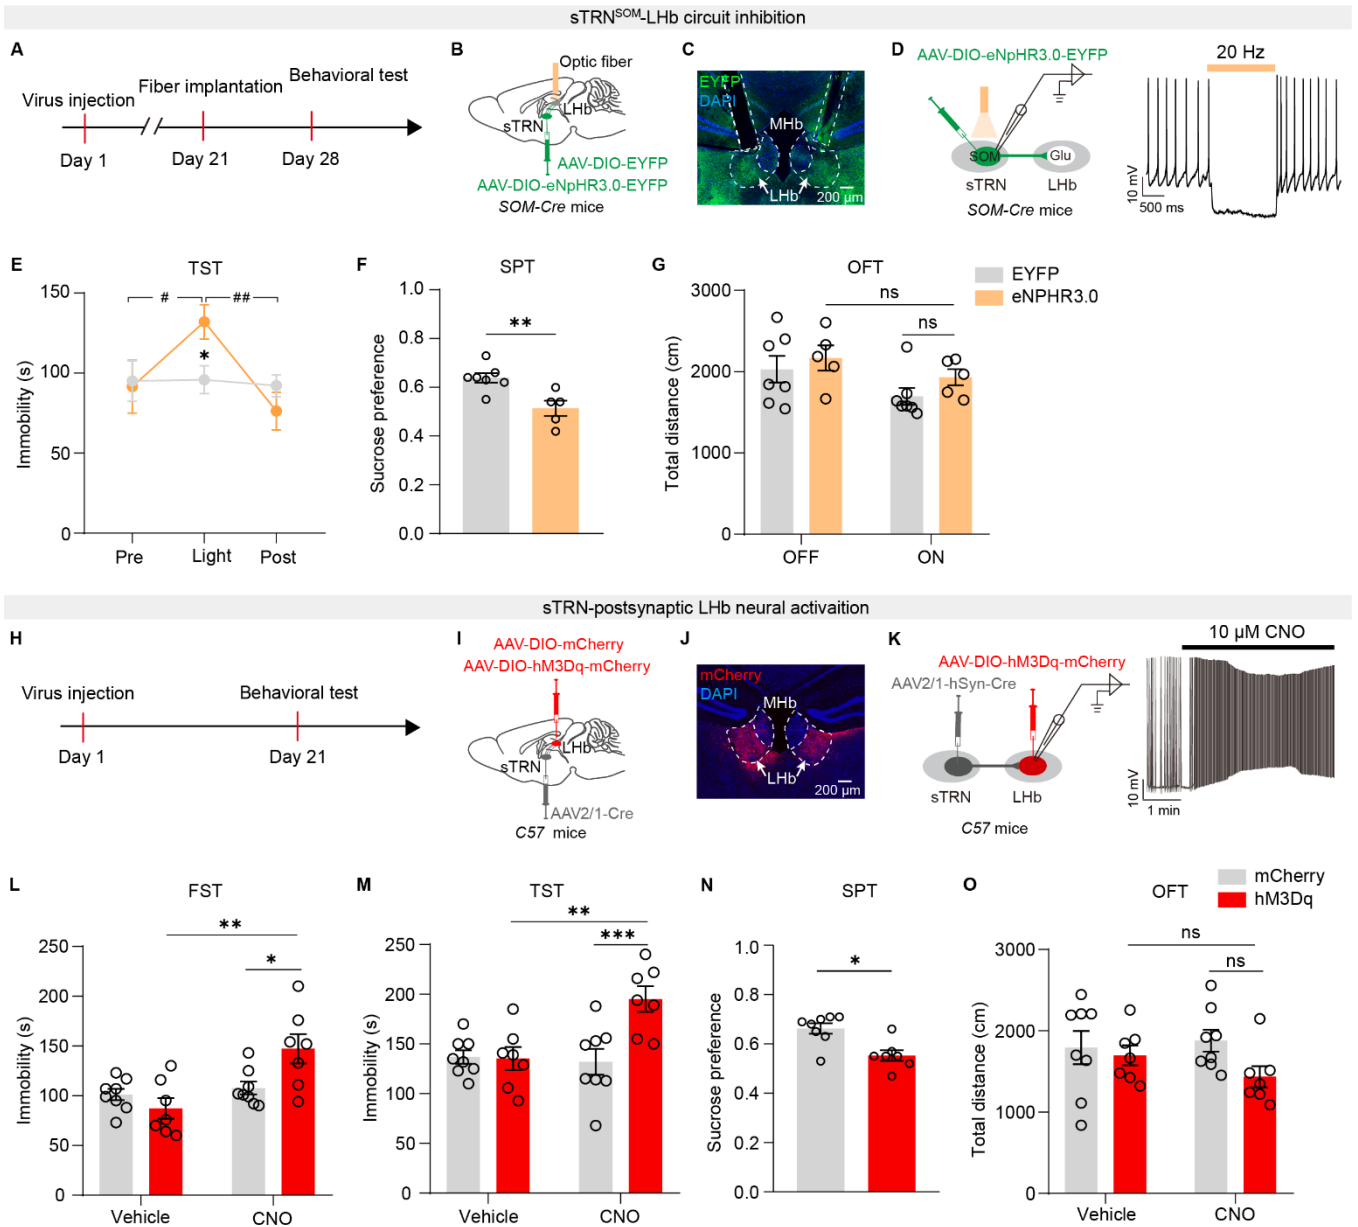 sTRNSOM-LHb circuit inhibition
A
Virus injection
Fiber implantation
Behavioral test
Day 1
Day 21
Day 28
B
Optic fiber
LHb
sTRN
AAV-DIO-EYFP
AAV-DIO-eNpHR3.0-EYFP
SOM-Cre mice
C
EYFP
DAPI
MHb
LHb
200 µm
D
AAV-DIO-eNpHR3.0-EYFP
SOM
Glu
sTRN
LHb
SOM-Cre mice
20 Hz
10 mV
500 ms
E
TST
Immobility (s)
150
100
50
0
#
##
*
Pre
Light
Post
F
SPT
Sucrose preference
1.0
0.8
0.6
0.4
0.2
0.0
**
G
OFT
EYFP
eNPHR3.0
Total distance (cm)
3000
2000
1000
0
ns
ns
OFF
ON
sTRN-postsynaptic LHb neural activaition
H
Virus injection
Behavioral test
Day 1
Day 21
I
AAV-DIO-mCherry
AAV-DIO-hM3Dq-mCherry
LHb
sTRN
AAV2/1-Cre
C57 mice
J
mCherry
DAPI
MHb
LHb
200 µm
K
AAV-DIO-hM3Dq-mCherry
AAV2/1-hSyn-Cre
sTRN
LHb
C57 mice
10 µM CNO
10 mV
1 min
L
FST
Immobility (s)
250
200
150
100
50
0
**
*
Vehicle
CNO
M
TST
Immobility (s)
250
200
150
100
50
0
**
***
Vehicle
CNO
N
SPT
Sucrose preference
1.0
0.8
0.6
0.4
0.2
0.0
*
O
OFT
mCherry
hM3Dq
Total distance (cm)
3000
2000
1000
0
ns
ns
Vehicle
CNO